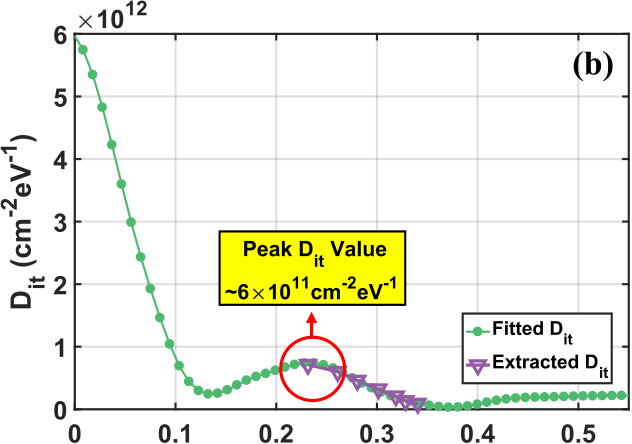 ×10¹²
6
(b)
5
4
3
2
1
0
D_it (cm⁻²eV⁻¹)
Peak D_it Value
~6×10¹¹cm⁻²eV⁻¹
Fitted D_it
Extracted D_it
0 0.1 0.2 0.3 0.4 0.5